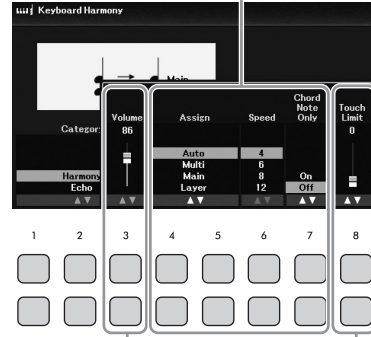 Keyboard Harmony
Main
Category
Volume
86
Assign
Speed
Chord
Note
Only
Touch
Limit
0
Auto
Multi
Main
Layer
4
6
8
12
On
Off
Harmony
Echo
1 2 3 4 5 6 7 8